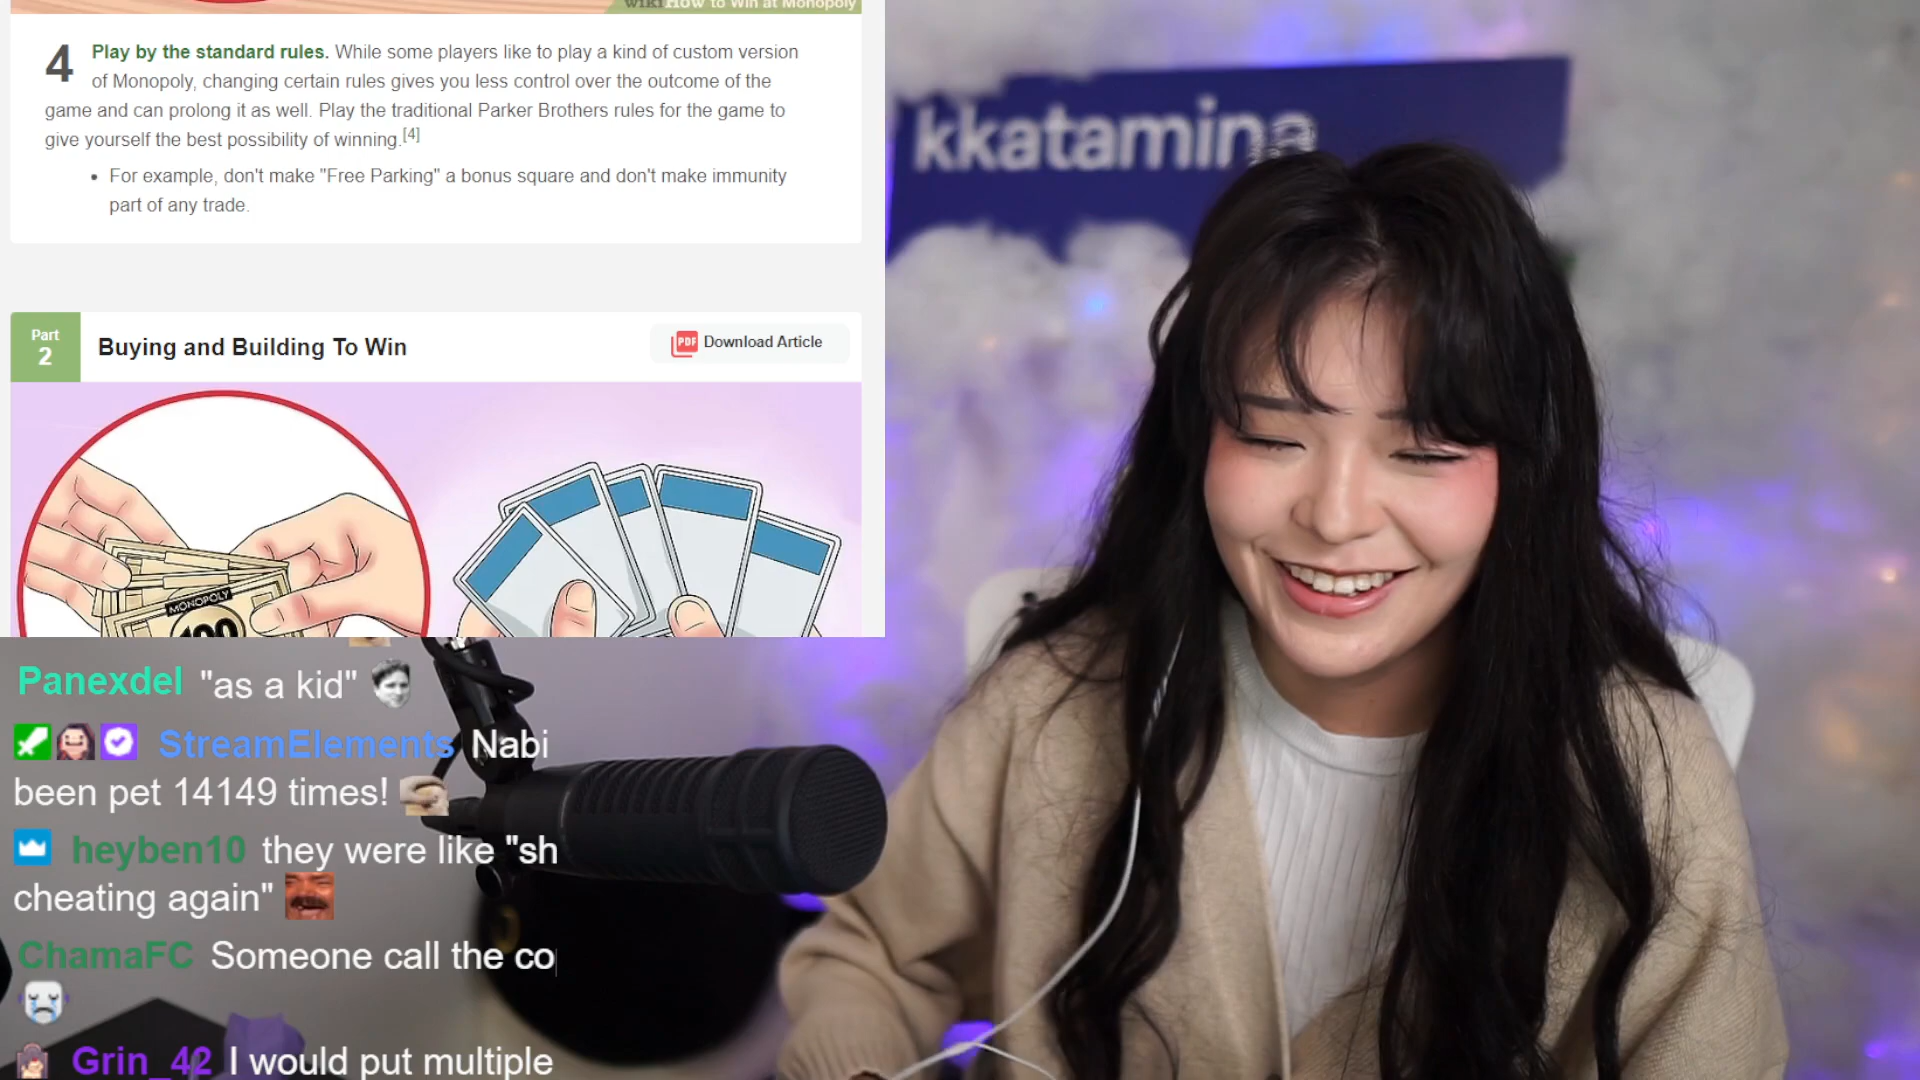 wikiHow to Win at Monopoly
4 Play by the standard rules. While some players like to play a kind of custom version
of Monopoly, changing certain rules gives you less control over the outcome of the
game and can prolong it as well. Play the traditional Parker Brothers rules for the game to
give yourself the best possibility of winning.[4]
• For example, don't make "Free Parking" a bonus square and don't make immunity
part of any trade.
Part
2
Buying and Building To Win
PDF Download Article
MONOPOLY
100
kkatamina
Panexdel "as a kid"
StreamElements Nabi
been pet 14149 times!
heyben10 they were like "sh
cheating again"
ChamaFC Someone call the co
Grin_42 I would put multiple